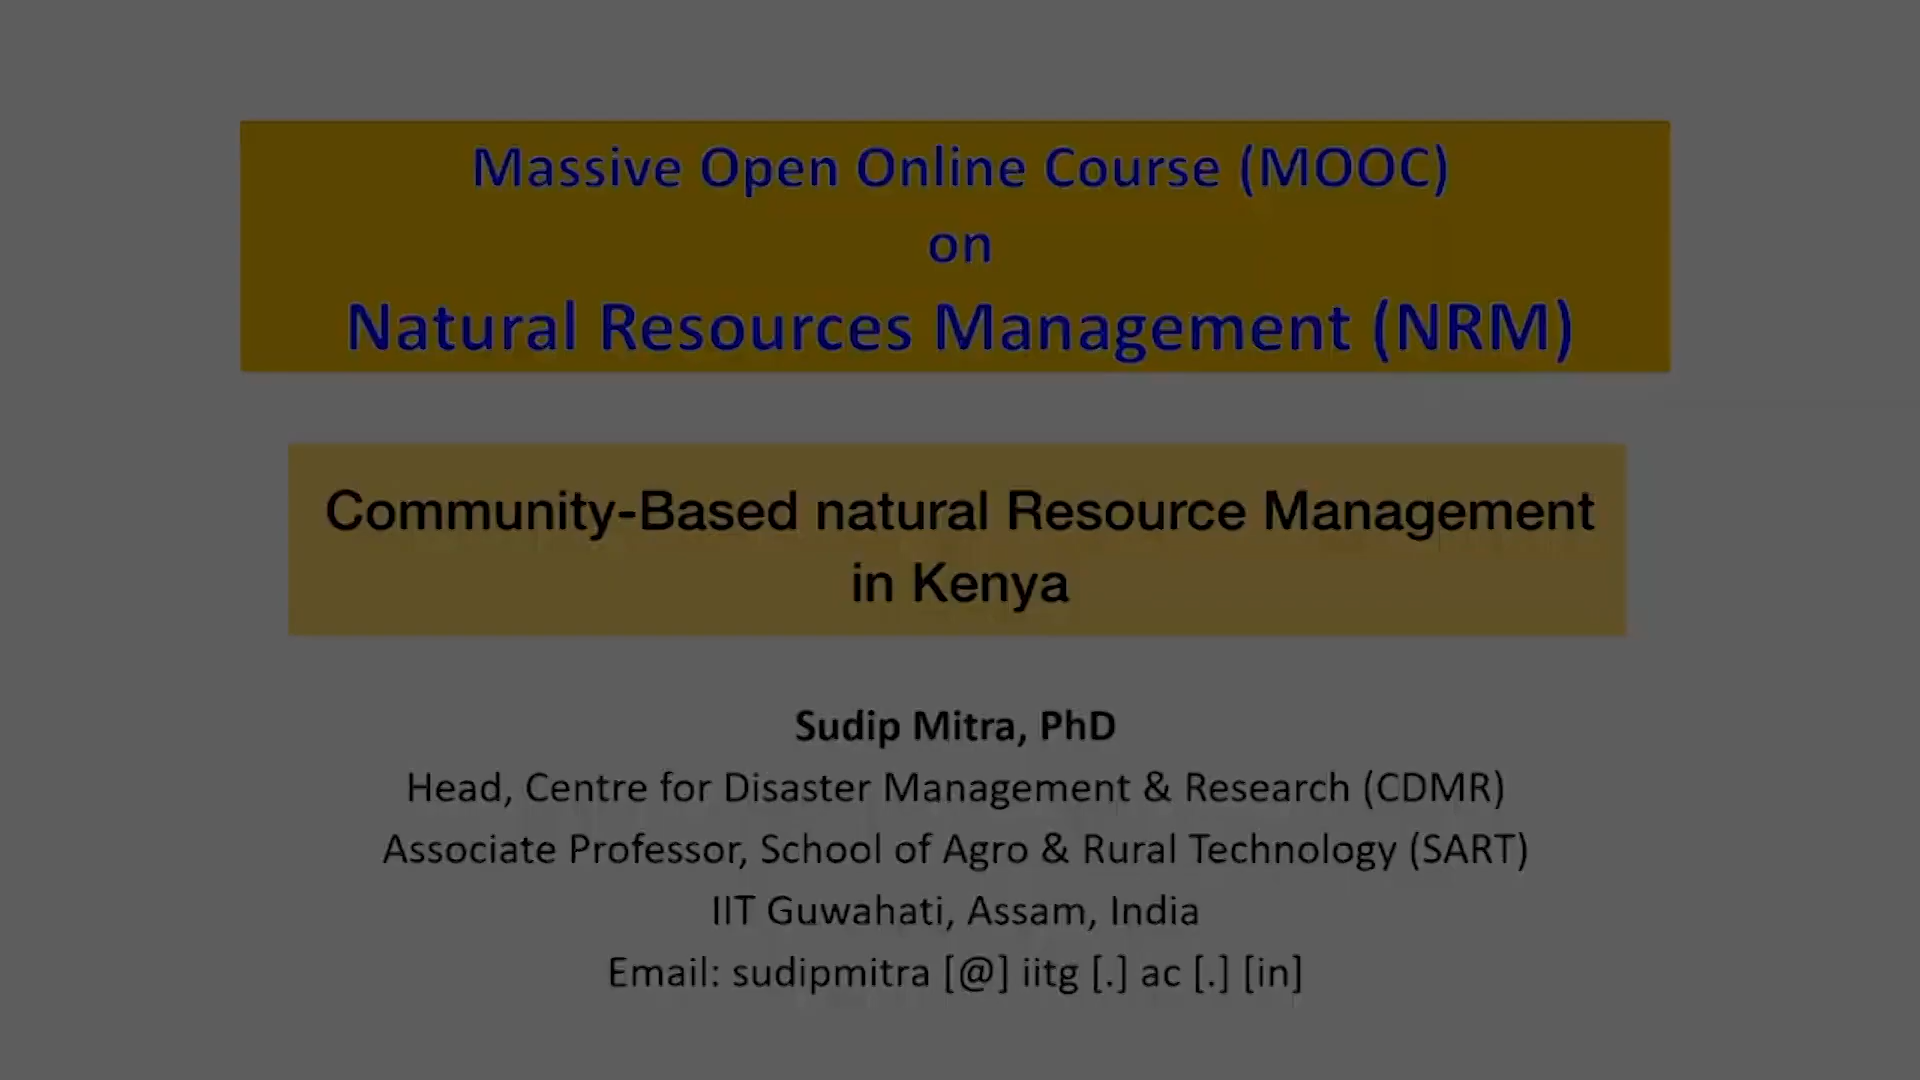 Massive Open Online Course (MOOC)
on
Natural Resources Management (NRM)
Community-Based natural Resource Management
in Kenya
Sudip Mitra, PhD
Head, Centre for Disaster Management & Research (CDMR)
Associate Professor, School of Agro & Rural Technology (SART)
IIT Guwahati, Assam, India
Email: sudipmitra [@] iitg [.] ac [.] [in]